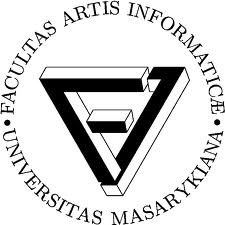 FACULTAS ARTIS INFORMATICÆ
• UNIVERSITAS MASARYKIANA •